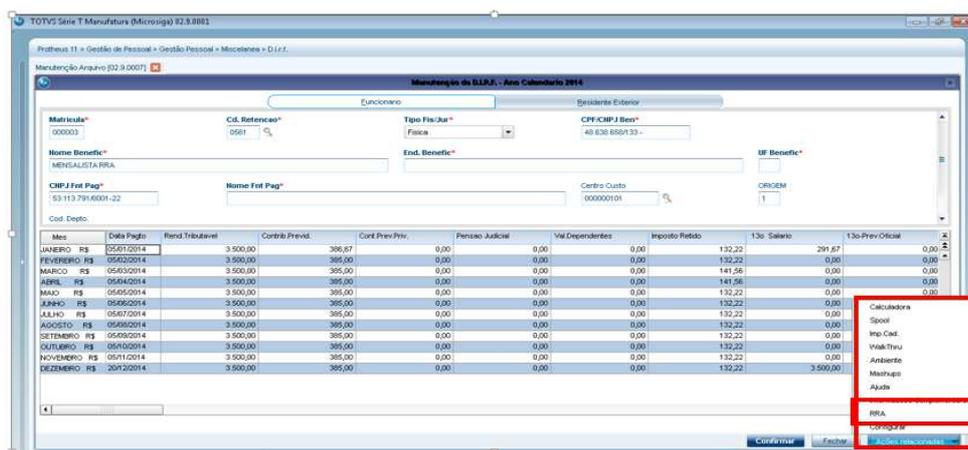 TOTVS Série T Manufatura (Microsiga) 02.9.0001
Protheus 11 » Gestão de Pessoal » Gestão Pessoal » Miscelanea » D.i.r.f.
Manutenção Arquivo [02.9.0007]
Manutenção da D.I.R.F. - Ano Calendario 2014
Funcionario Residente Exterior
Matricula* Cd. Retencao* Tipo Fis/Jur* CPF/CNPJ Ben*
000003 0561 Fisica 48.638.658/133 -
Nome Benefic* End. Benefic* UF Benefic*
MENSALISTA RRA
CNPJ Fnt Pag* Nome Fnt Pag* Centro Custo ORIGEM
53.113.791/0001-22 000000101 1
Cod. Depto.
Mes Data Pagto Rend.Tributavel Contrib.Previd. Cont.Prev.Priv. Pensao Judicial Val.Dependentes Imposto Retido 13o. Salario 13o-Prev.Oficial
JANEIRO R$ 05/01/2014 3.500,00 386,67 0,00 0,00 0,00 132,22 291,67 0,00
FEVEREIRO R$ 05/02/2014 3.500,00 385,00 0,00 0,00 0,00 132,22 0,00 0,00
MARCO R$ 05/03/2014 3.500,00 385,00 0,00 0,00 0,00 141,56 0,00 0,00
ABRIL R$ 05/04/2014 3.500,00 385,00 0,00 0,00 0,00 141,56 0,00 0,00
MAIO R$ 05/05/2014 3.500,00 385,00 0,00 0,00 0,00 132,22 0,00 0,00
JUNHO R$ 05/06/2014 3.500,00 385,00 0,00 0,00 0,00 132,22 0,00
JULHO R$ 05/07/2014 3.500,00 385,00 0,00 0,00 0,00 132,22 0,00
AGOSTO R$ 05/08/2014 3.500,00 385,00 0,00 0,00 0,00 132,22 0,00
SETEMBRO R$ 05/09/2014 3.500,00 385,00 0,00 0,00 0,00 132,22 0,00
OUTUBRO R$ 05/10/2014 3.500,00 385,00 0,00 0,00 0,00 132,22 0,00
NOVEMBRO R$ 05/11/2014 3.500,00 385,00 0,00 0,00 0,00 132,22 0,00
DEZEMBRO R$ 20/12/2014 3.500,00 385,00 0,00 0,00 0,00 132,22 3.500,00
Calculadora
Spool
Imp.Cad.
WalkThru
Ambiente
Mashups
Ajuda
RRA
Configurar
Confirmar Fechar Ações relacionadas